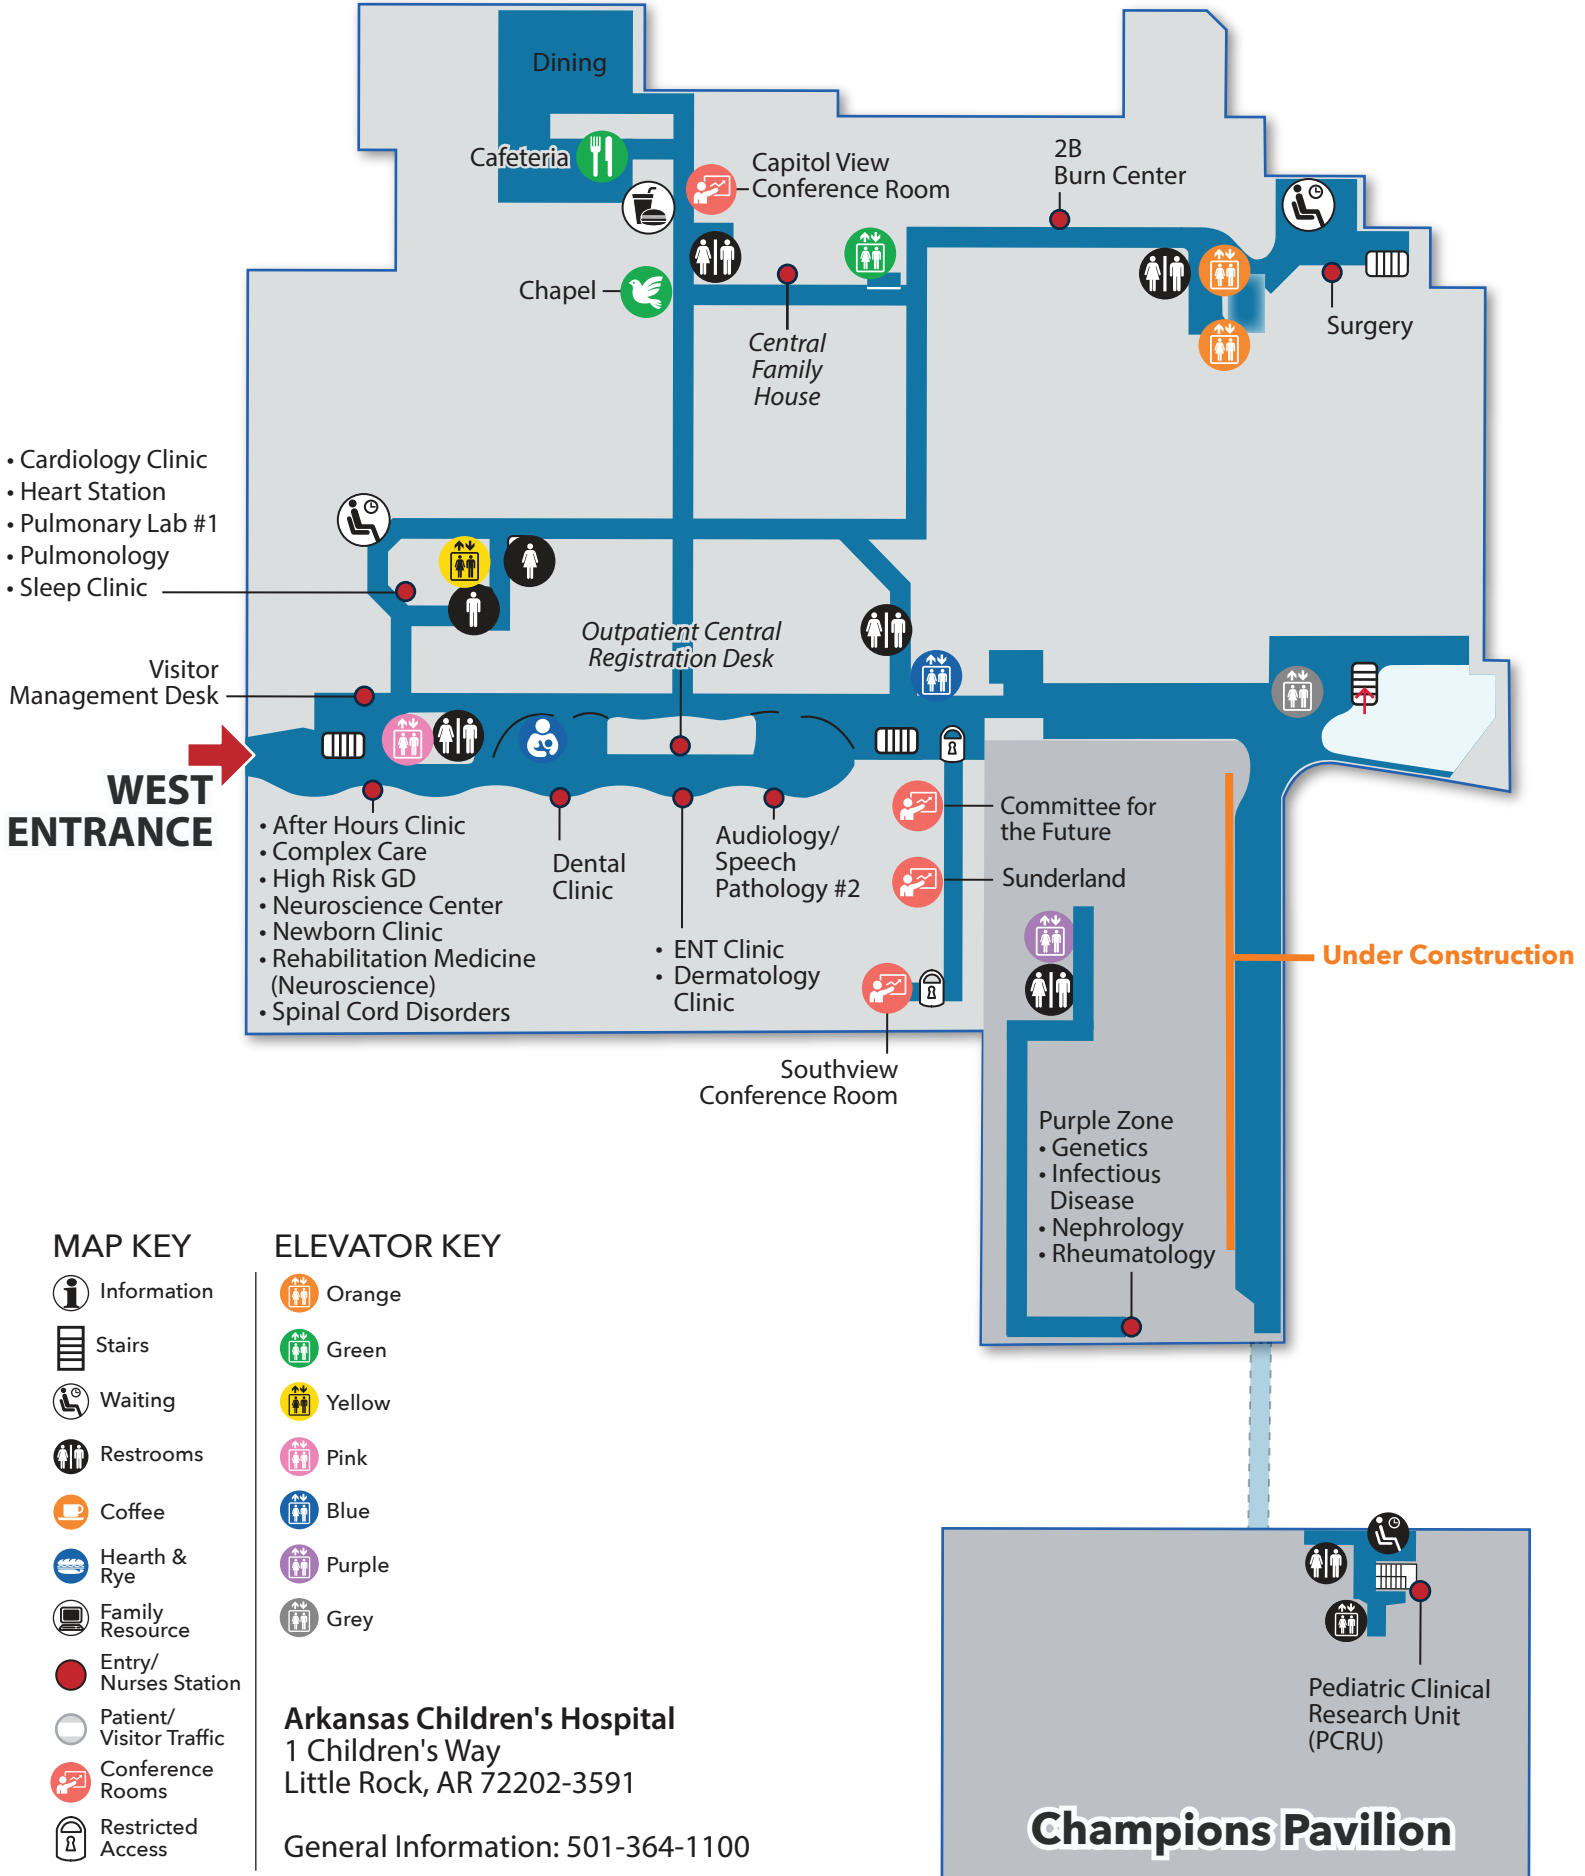 Dining
Cafeteria
Capitol View
Conference Room
2B
Burn Center
Chapel
Central
Family
House
Surgery
• Cardiology Clinic
• Heart Station
• Pulmonary Lab #1
• Pulmonology
• Sleep Clinic
Outpatient Central
Registration Desk
Visitor
Management Desk
WEST
ENTRANCE
• After Hours Clinic
• Complex Care
• High Risk GD
• Neuroscience Center
• Newborn Clinic
• Rehabilitation Medicine
(Neuroscience)
• Spinal Cord Disorders
Dental
Clinic
Audiology/
Speech
Pathology #2
• ENT Clinic
• Dermatology
Clinic
Committee for
the Future
Sunderland
Southview
Conference Room
Under Construction
Purple Zone
• Genetics
• Infectious
Disease
• Nephrology
• Rheumatology
MAP KEY
Information
Stairs
Waiting
Restrooms
Coffee
Hearth &
Rye
Family
Resource
Entry/
Nurses Station
Patient/
Visitor Traffic
Conference
Rooms
Restricted
Access
ELEVATOR KEY
Orange
Green
Yellow
Pink
Blue
Purple
Grey
Arkansas Children's Hospital
1 Children's Way
Little Rock, AR 72202-3591
General Information: 501-364-1100
Pediatric Clinical
Research Unit
(PCRU)
Champions Pavilion